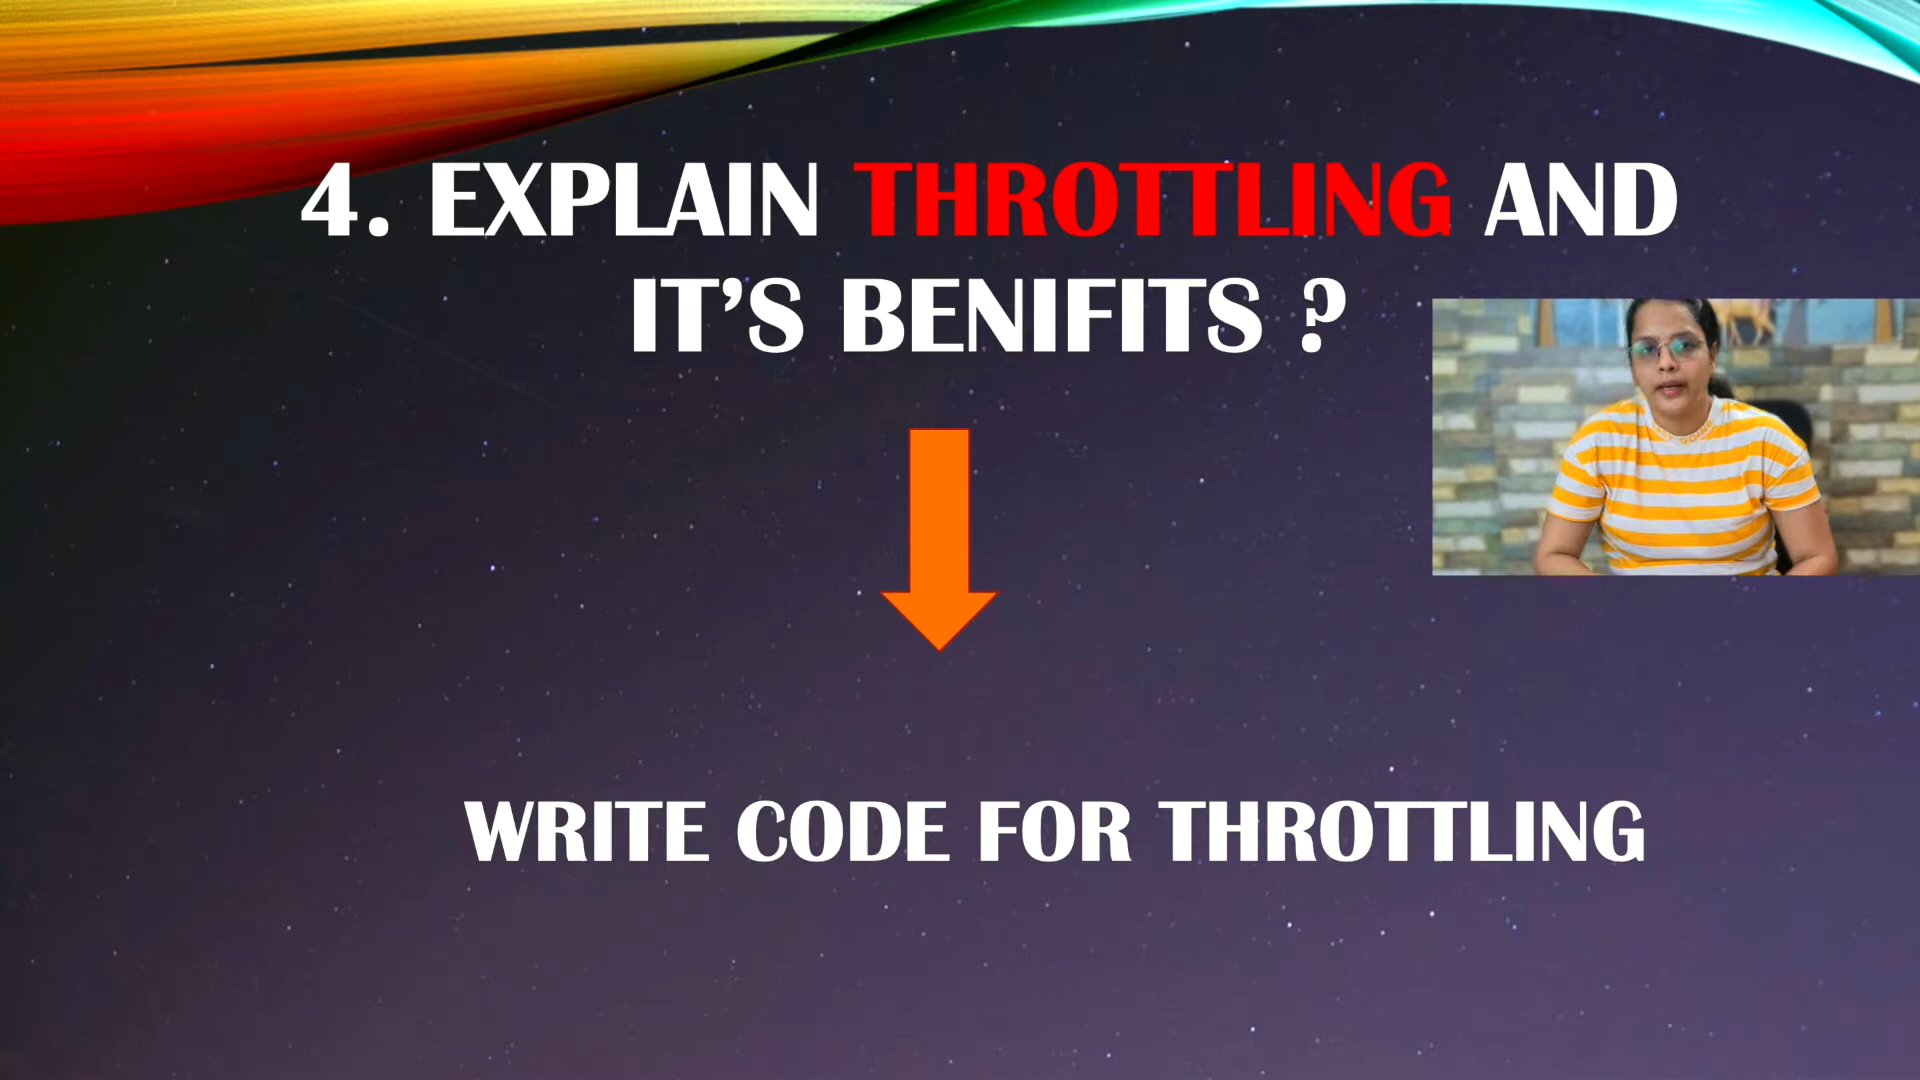 4. EXPLAIN THROTTLING AND
IT’S BENIFITS ?
WRITE CODE FOR THROTTLING